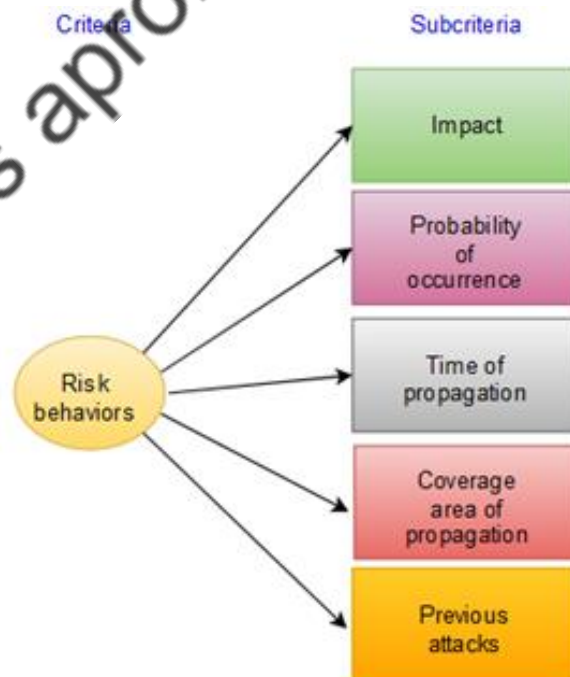 Criteria
Subcriteria
Impact
Probability
of
occurrence
Time of
propagation
Risk
behaviors
Coverage
area of
propagation
Previous
attacks